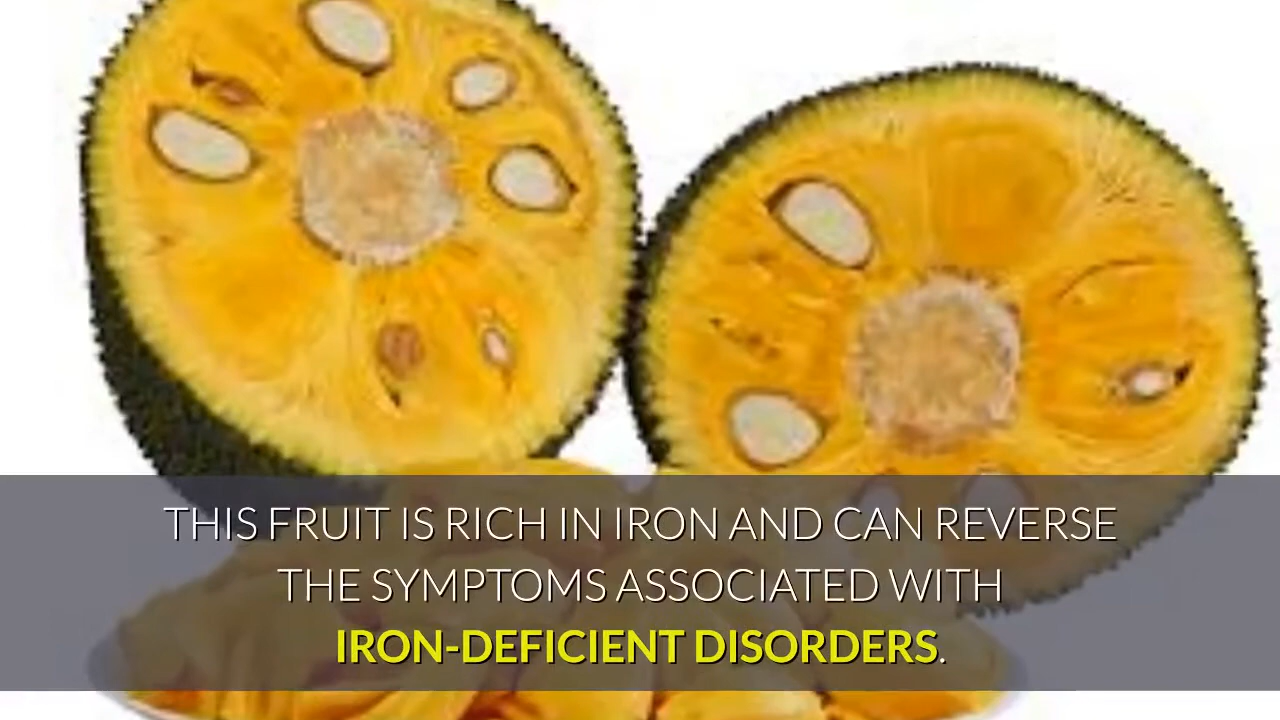 THIS FRUIT IS RICH IN IRON AND CAN REVERSE
THE SYMPTOMS ASSOCIATED WITH
IRON-DEFICIENT DISORDERS.